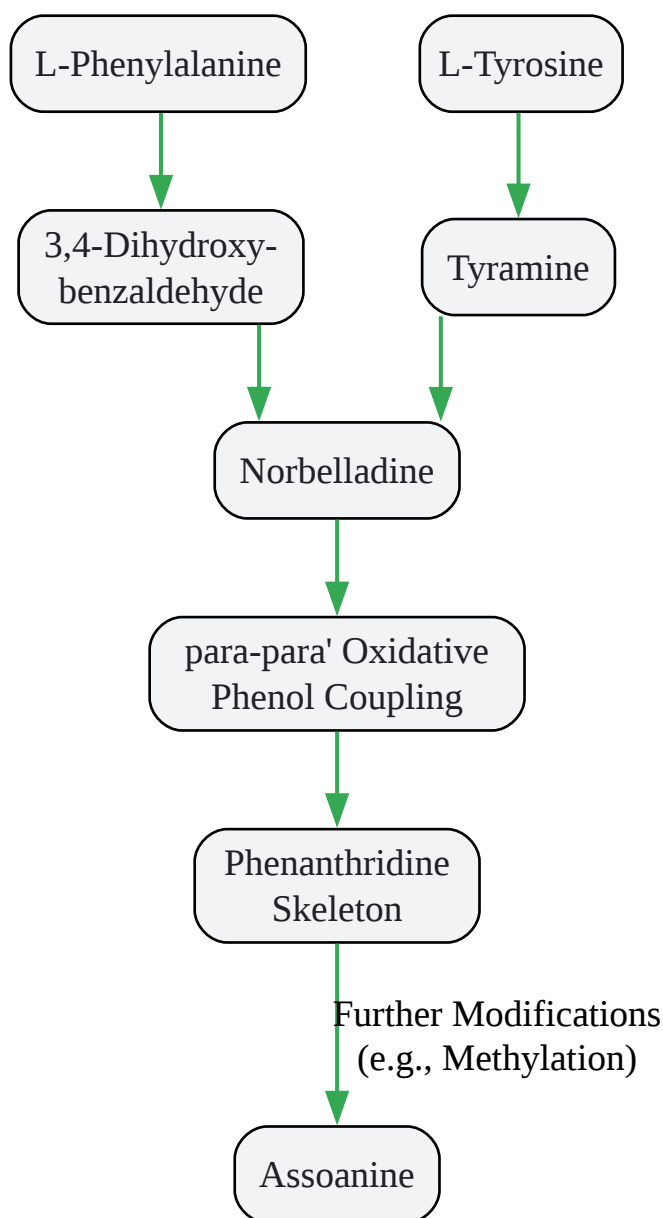 L-Phenylalanine
L-Tyrosine
3,4-Dihydroxy-
benzaldehyde
Tyramine
Norbelladine
para-para' Oxidative
Phenol Coupling
Phenanthridine
Skeleton
Further Modifications
(e.g., Methylation)
Assoanine